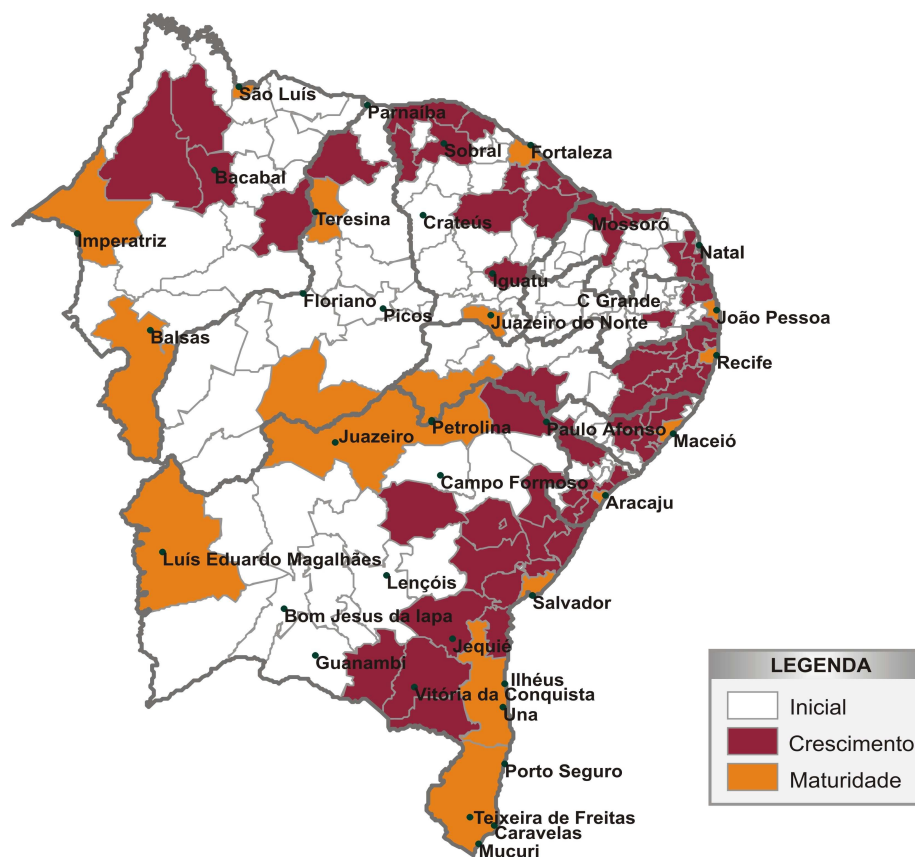 São Luís
Parnaíba
Sobral
Fortaleza
Bacabal
Teresina
Crateús
Mossoró
Imperatriz
Natal
Iguatu
Floriano
C Grande
Picos
Juazeiro do Norte
João Pessoa
Balsas
Recife
Petrolina
Paulo Afonso
Juazeiro
Maceió
Campo Formoso
Aracaju
Luís Eduardo Magalhães
Lençóis
Salvador
Bom Jesus da lapa
Jequié
Guanambi
Ilhéus
Vitória da Conquista
Una
Porto Seguro
Teixeira de Freitas
Caravelas
Mucuri
LEGENDA
Inicial
Crescimento
Maturidade